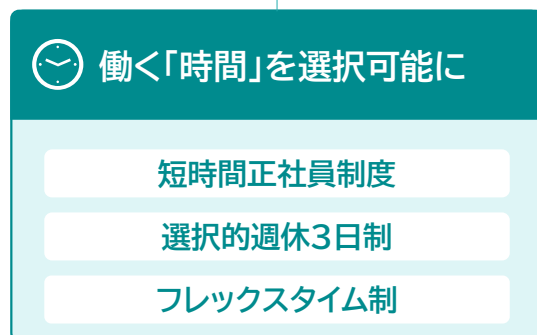 働く「時間」を選択可能に
短時間正社員制度
選択的週休3日制
フレックスタイム制